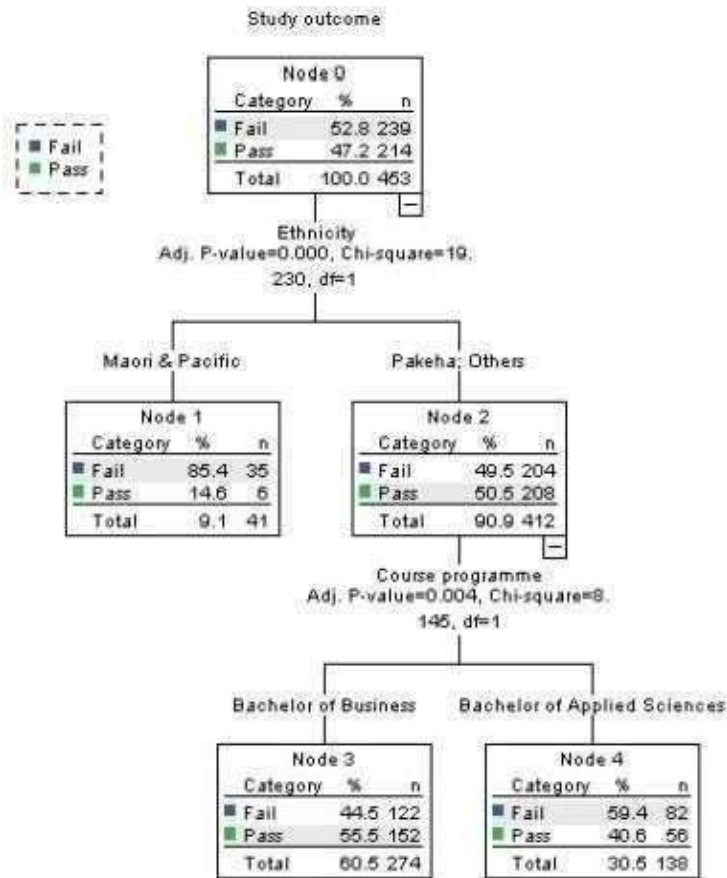 Study outcome
Node 0
Category % n
Fail 52.8 239
Pass 47.2 214
Total 100.0 453
Fail
Pass
Ethnicity
Adj. P-value=0.000, Chi-square=19.
230, df=1
Maori & Pacific
Pakeha; Others
Node 1
Category % n
Fail 85.4 35
Pass 14.6 6
Total 9.1 41
Node 2
Category % n
Fail 49.5 204
Pass 50.5 208
Total 90.9 412
Course programme
Adj. P-value=0.004, Chi-square=8.
145, df=1
Bachelor of Business
Bachelor of Applied Sciences
Node 3
Category % n
Fail 44.5 122
Pass 55.5 152
Total 60.5 274
Node 4
Category % n
Fail 59.4 82
Pass 40.6 56
Total 30.5 138